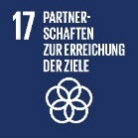 17 PARTNER-
SCHAFTEN
ZUR ERREICHUNG
DER ZIELE